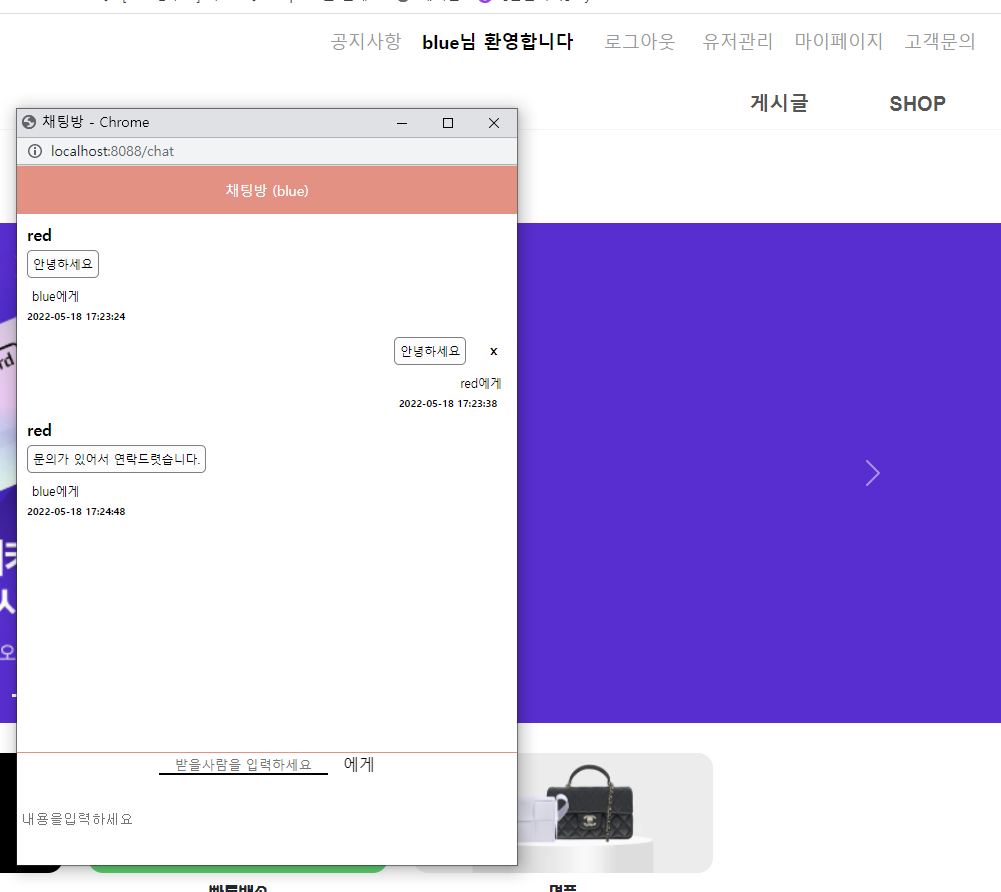 공지사항 blue님 환영합니다 로그아웃 유저관리 마이페이지 고객문의
게시글 SHOP
채팅방 - Chrome
localhost:8088/chat
채팅방 (blue)
red
안녕하세요
blue에게
2022-05-18 17:23:24
안녕하세요 x
red에게
2022-05-18 17:23:38
red
문의가 있어서 연락드렷습니다.
blue에게
2022-05-18 17:24:48
받을사람을 입력하세요 에게
내용을입력하세요